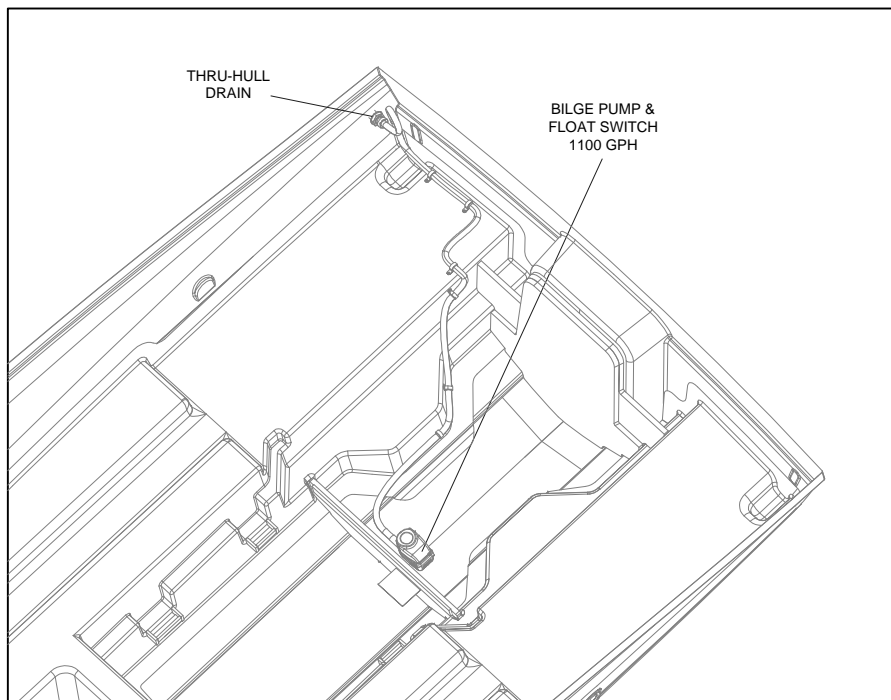 THRU-HULL
DRAIN
BILGE PUMP &
FLOAT SWITCH
1100 GPH